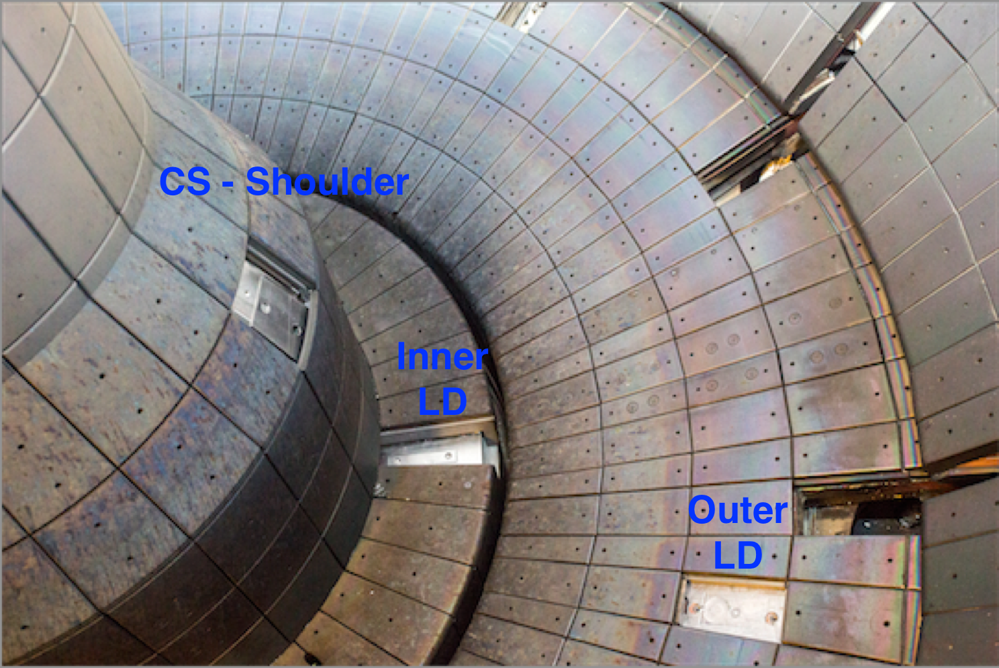 CS - Shoulder
Inner
LD
Outer
LD